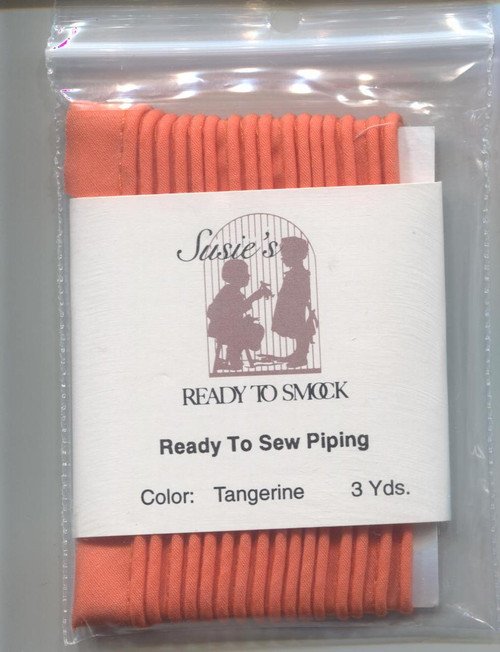 Susie's
READY TO SMOCK
Ready To Sew Piping
Color: Tangerine 3 Yds.